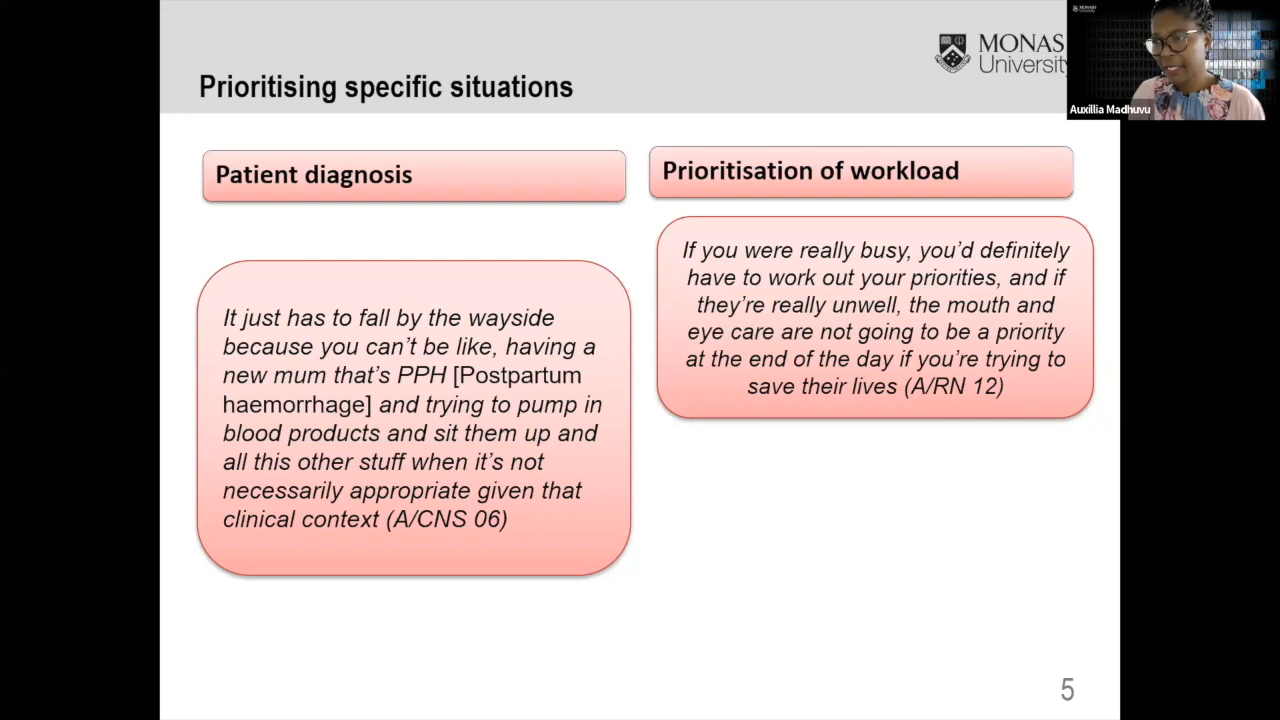 MONASH
University
MONAS
University
Auxillia Madhuvu
Prioritising specific situations
Patient diagnosis
It just has to fall by the wayside
because you can’t be like, having a
new mum that’s PPH [Postpartum
haemorrhage] and trying to pump in
blood products and sit them up and
all this other stuff when it’s not
necessarily appropriate given that
clinical context (A/CNS 06)
Prioritisation of workload
If you were really busy, you’d definitely
have to work out your priorities, and if
they’re really unwell, the mouth and
eye care are not going to be a priority
at the end of the day if you’re trying to
save their lives (A/RN 12)
5